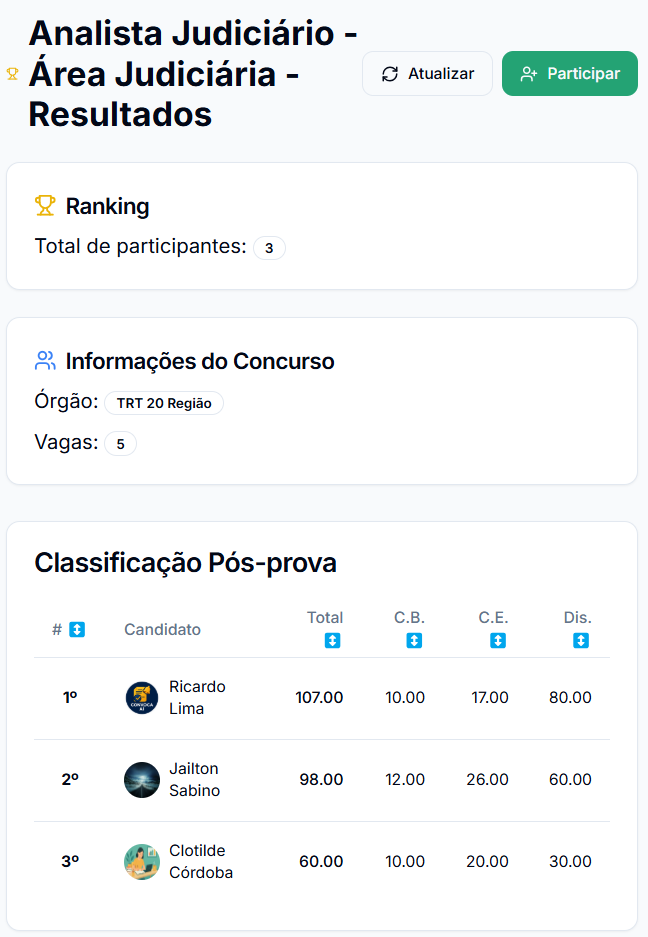 Analista Judiciário -
Área Judiciária -
Resultados
Atualizar
Participar
Ranking
Total de participantes: 3
Informações do Concurso
Órgão: TRT 20 Região
Vagas: 5
Classificação Pós-prova
# Candidato Total C.B. C.E. Dis.
1º Ricardo Lima 107.00 10.00 17.00 80.00
CONVOCA AI
2º Jailton Sabino 98.00 12.00 26.00 60.00
3º Clotilde Córdoba 60.00 10.00 20.00 30.00